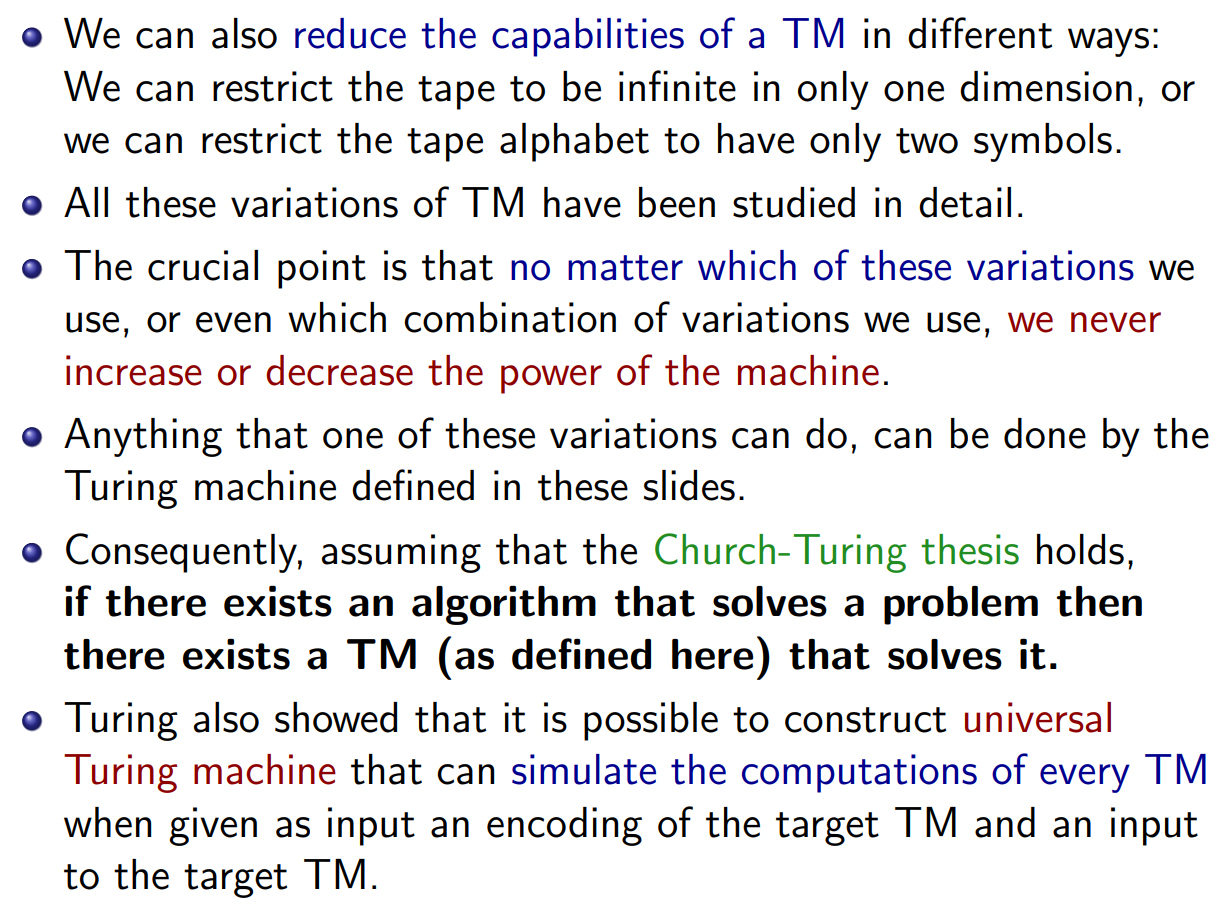 We can also reduce the capabilities of a TM in different ways:
We can restrict the tape to be infinite in only one dimension, or
we can restrict the tape alphabet to have only two symbols.
All these variations of TM have been studied in detail.
The crucial point is that no matter which of these variations we
use, or even which combination of variations we use, we never
increase or decrease the power of the machine.
Anything that one of these variations can do, can be done by the
Turing machine defined in these slides.
Consequently, assuming that the Church-Turing thesis holds,
if there exists an algorithm that solves a problem then
there exists a TM (as defined here) that solves it.
Turing also showed that it is possible to construct universal
Turing machine that can simulate the computations of every TM
when given as input an encoding of the target TM and an input
to the target TM.